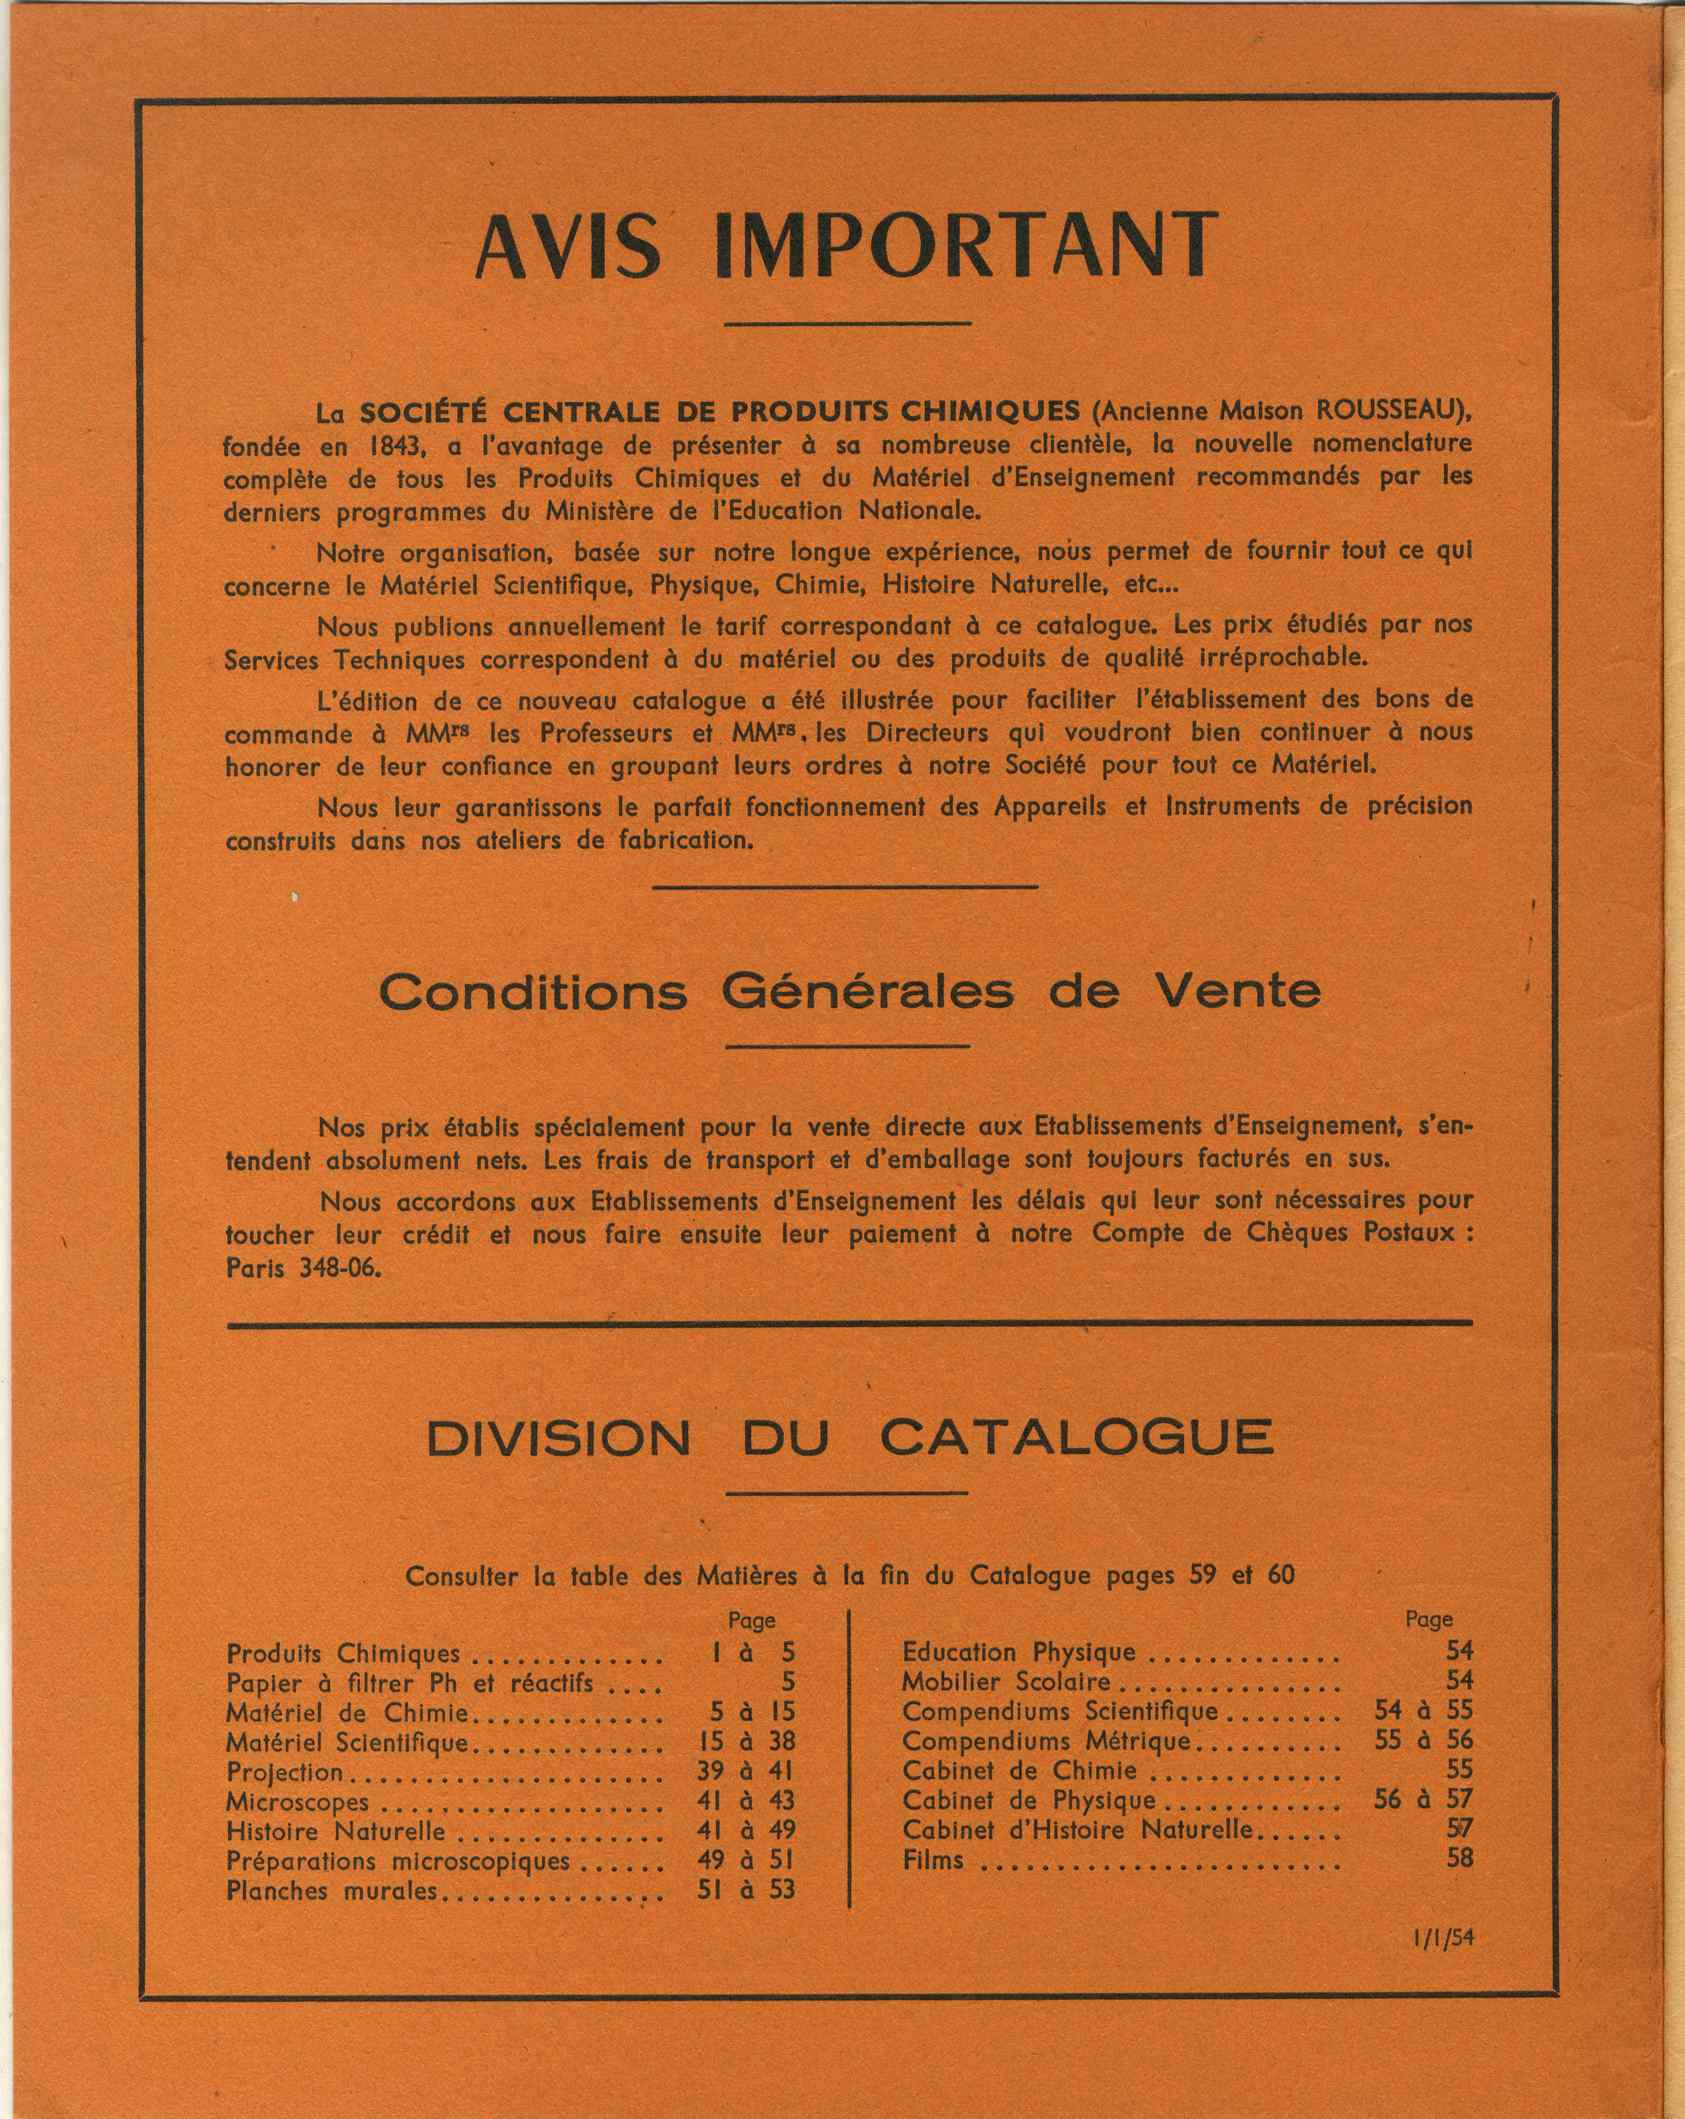 AVIS IMPORTANT
La SOCIÉTÉ CENTRALE DE PRODUITS CHIMIQUES (Ancienne Maison ROUSSEAU),
fondée en 1843, a l'avantage de présenter à sa nombreuse clientèle, la nouvelle nomenclature
complète de tous les Produits Chimiques et du Matériel d'Enseignement recommandés par les
derniers programmes du Ministère de l'Education Nationale.
Notre organisation, basée sur notre longue expérience, nous permet de fournir tout ce qui
concerne le Matériel Scientifique, Physique, Chimie, Histoire Naturelle, etc...
Nous publions annuellement le tarif correspondant à ce catalogue. Les prix étudiés par nos
Services Techniques correspondent à du matériel ou des produits de qualité irréprochable.
L'édition de ce nouveau catalogue a été illustrée pour faciliter l'établissement des bons de
commande à MMrs les Professeurs et MMrs. les Directeurs qui voudront bien continuer à nous
honorer de leur confiance en groupant leurs ordres à notre Société pour tout ce Matériel.
Nous leur garantissons le parfait fonctionnement des Appareils et Instruments de précision
construits dans nos ateliers de fabrication.
Conditions Générales de Vente
Nos prix établis spécialement pour la vente directe aux Etablissements d'Enseignement, s'en-
tendent absolument nets. Les frais de transport et d'emballage sont toujours facturés en sus.
Nous accordons aux Etablissements d'Enseignement les délais qui leur sont nécessaires pour
toucher leur crédit et nous faire ensuite leur paiement à notre Compte de Chèques Postaux :
Paris 348-06.
DIVISION DU CATALOGUE
Consulter la table des Matières à la fin du Catalogue pages 59 et 60
Page
Produits Chimiques ............. 1 à 5
Papier à filtrer Ph et réactifs .... 5
Matériel de Chimie............. 5 à 15
Matériel Scientifique............. 15 à 38
Projection..................... 39 à 41
Microscopes ................... 41 à 43
Histoire Naturelle .............. 41 à 49
Préparations microscopiques ...... 49 à 51
Planches murales............... 51 à 53
Page
Education Physique ............. 54
Mobilier Scolaire............... 54
Compendiums Scientifique........ 54 à 55
Compendiums Métrique.......... 55 à 56
Cabinet de Chimie ............. 55
Cabinet de Physique............ 56 à 57
Cabinet d'Histoire Naturelle...... 57
Films ........................ 58
1/1/54